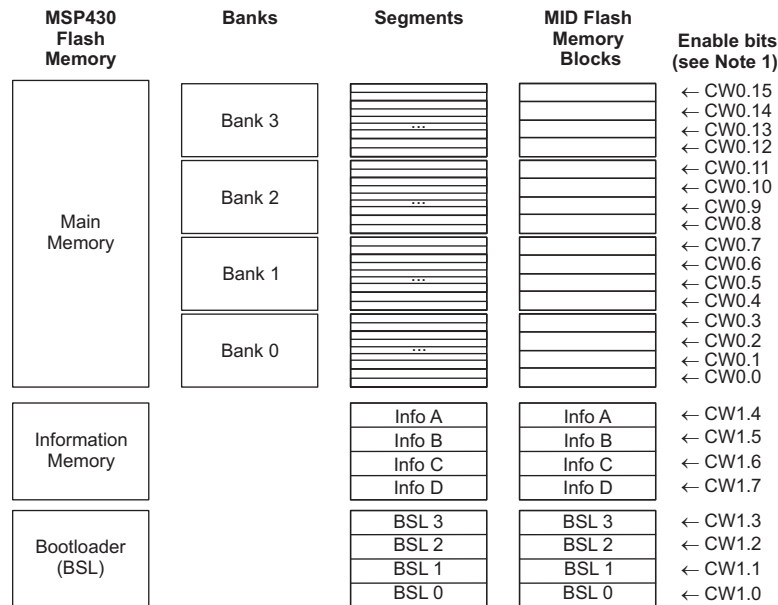 MSP430 Flash Memory
Banks
Segments
MID Flash Memory Blocks
Enable bits (see Note 1)
Main Memory
Bank 3
...
← CW0.15
← CW0.14
← CW0.13
← CW0.12
Bank 2
...
← CW0.11
← CW0.10
← CW0.9
← CW0.8
Bank 1
...
← CW0.7
← CW0.6
← CW0.5
← CW0.4
Bank 0
...
← CW0.3
← CW0.2
← CW0.1
← CW0.0
Information Memory
Info A Info A ← CW1.4
Info B Info B ← CW1.5
Info C Info C ← CW1.6
Info D Info D ← CW1.7
Bootloader (BSL)
BSL 3 BSL 3 ← CW1.3
BSL 2 BSL 2 ← CW1.2
BSL 1 BSL 1 ← CW1.1
BSL 0 BSL 0 ← CW1.0